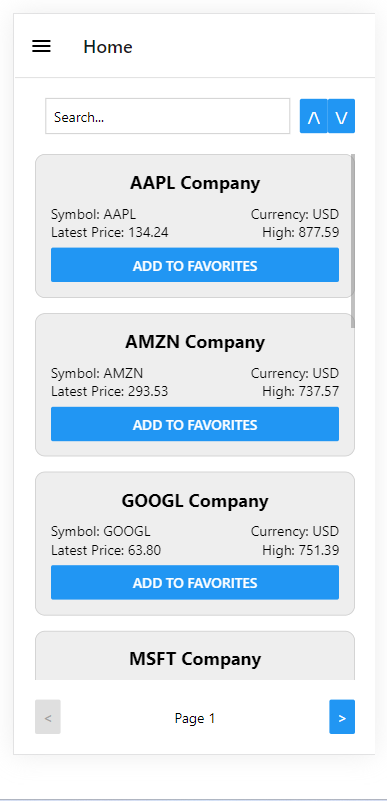 Home
Search...
Λ V
AAPL Company
Symbol: AAPL Currency: USD
Latest Price: 134.24 High: 877.59
ADD TO FAVORITES
AMZN Company
Symbol: AMZN Currency: USD
Latest Price: 293.53 High: 737.57
ADD TO FAVORITES
GOOGL Company
Symbol: GOOGL Currency: USD
Latest Price: 63.80 High: 751.39
ADD TO FAVORITES
MSFT Company
< Page 1 >